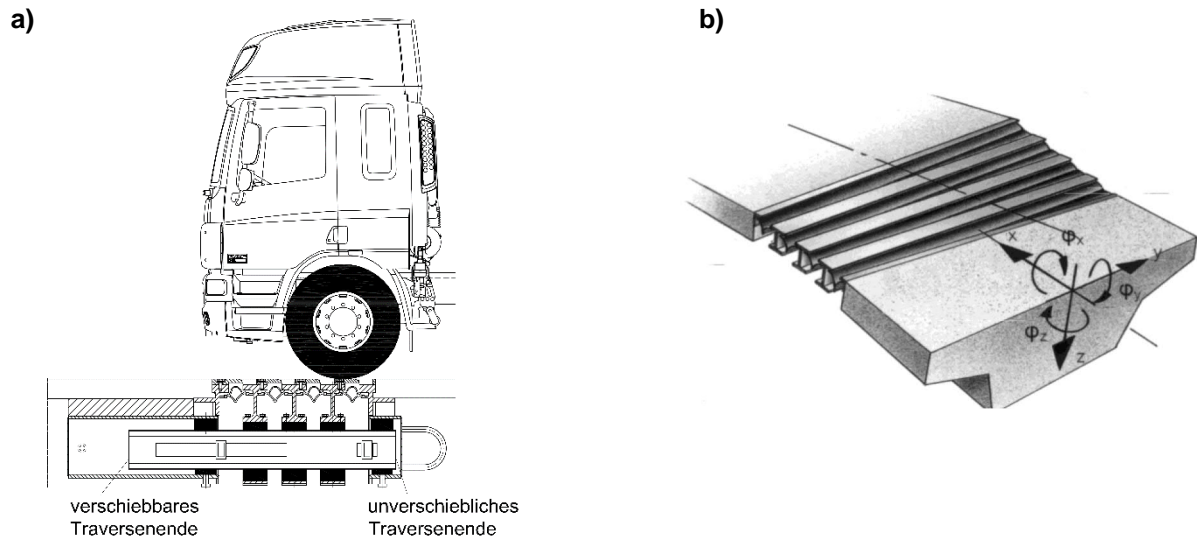 a)
b)
φx
x
y
φy
φz
z
verschiebbares
Traversenende
unverschiebliches
Traversenende